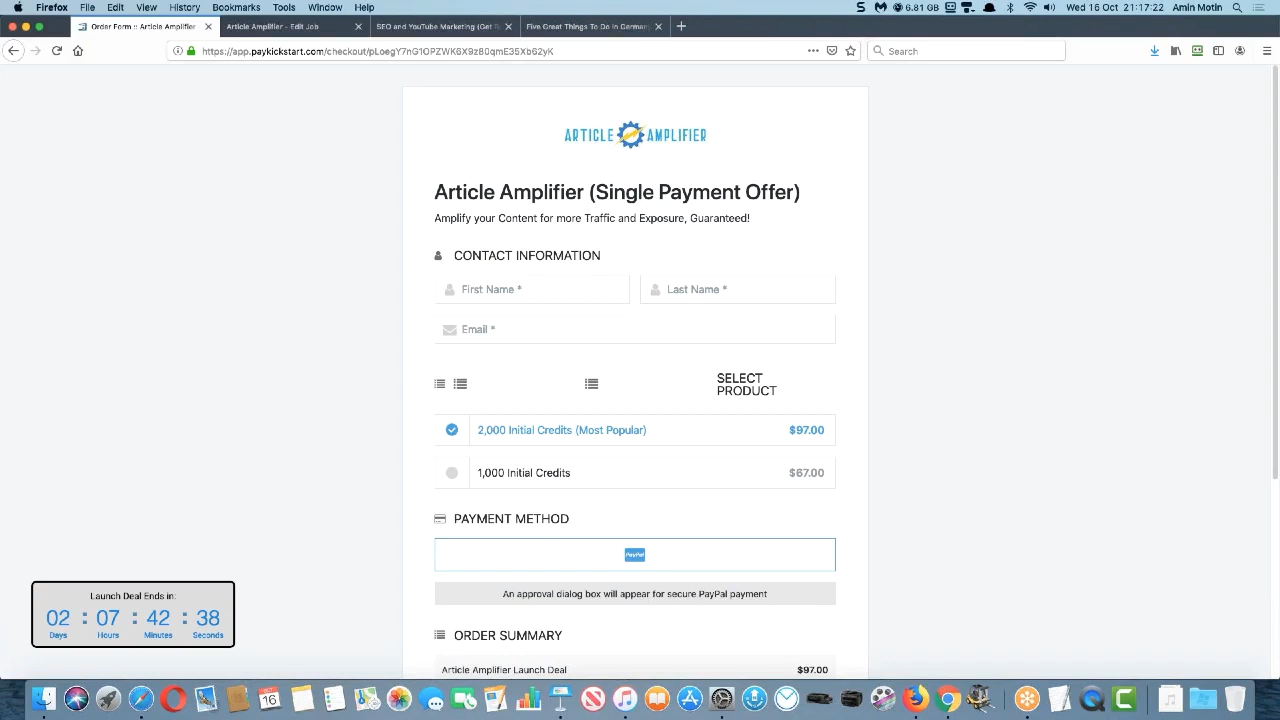 Firefox File Edit View History Bookmarks Tools Window Help 6.81 GB Wed 16 Oct 21:17:22 Amin Motin
Order Form :: Article Amplifier Article Amplifier - Edit Job SEO and YouTube Marketing (Get R Five Great Things To Do in German
https://app.paykickstart.com/checkout/pLoegY7nG1OPZWK6X9zB0qmE35Xb62yK Search
ARTICLE AMPLIFIER
Article Amplifier (Single Payment Offer)
Amplify your Content for more Traffic and Exposure, Guaranteed!
CONTACT INFORMATION
First Name * Last Name *
Email *
SELECT
PRODUCT
2,000 Initial Credits (Most Popular) $97.00
1,000 Initial Credits $67.00
PAYMENT METHOD
PayPal
An approval dialog box will appear for secure PayPal payment
Launch Deal Ends in:
02 : 07 : 42 : 38
Days Hours Minutes Seconds
ORDER SUMMARY
Article Amplifier Launch Deal $97.00
16